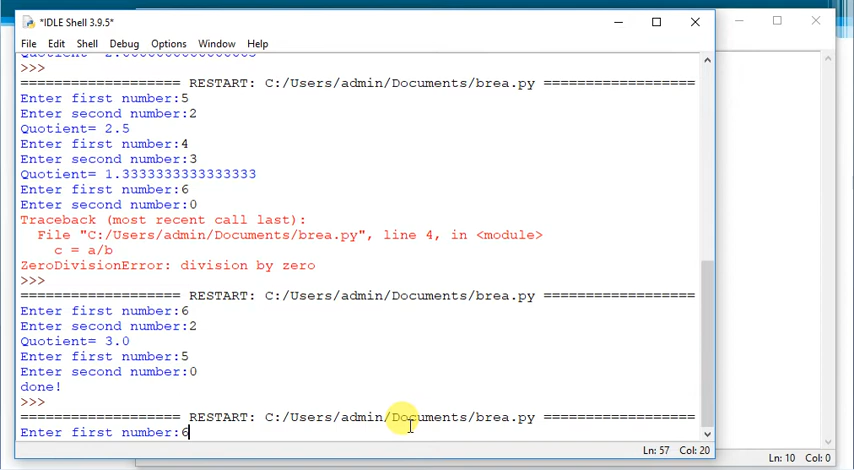 *IDLE Shell 3.9.5*
File Edit Shell Debug Options Window Help
>>>
=================== RESTART: C:/Users/admin/Documents/brea.py ===================
Enter first number:5
Enter second number:2
Quotient= 2.5
Enter first number:4
Enter second number:3
Quotient= 1.3333333333333333
Enter first number:6
Enter second number:0
Traceback (most recent call last):
  File "C:/Users/admin/Documents/brea.py", line 4, in <module>
    c = a/b
ZeroDivisionError: division by zero
>>>
=================== RESTART: C:/Users/admin/Documents/brea.py ===================
Enter first number:6
Enter second number:2
Quotient= 3.0
Enter first number:5
Enter second number:0
done!
>>>
=================== RESTART: C:/Users/admin/Documents/brea.py ===================
Enter first number:6
Ln: 57 Col: 20
Ln: 10 Col: 0